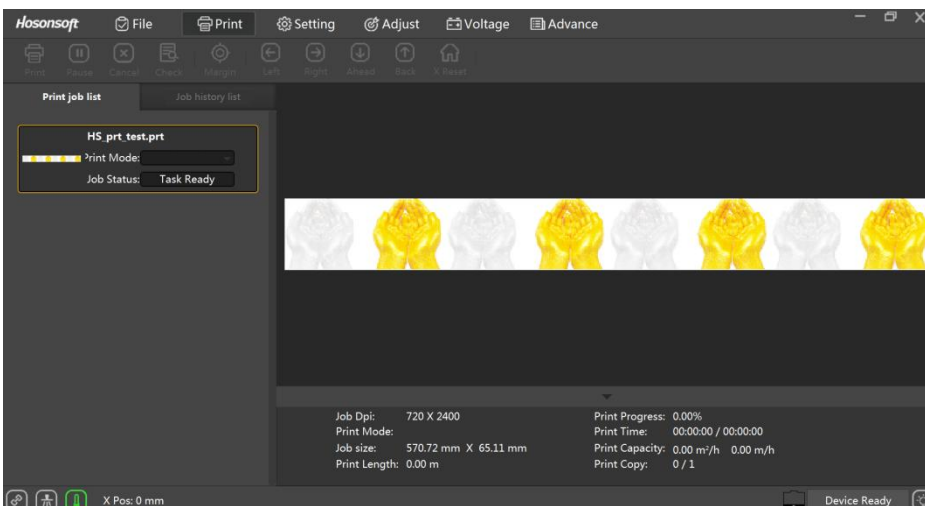 Hosonsoft File Print Setting Adjust Voltage Advance
Print Pause Cancel Check Margin Left Right Ahead Back X Reset
Print job list Job history list
HS_prt_test.prt
Print Mode:
Job Status: Task Ready
Job Dpi: 720 X 2400 Print Progress: 0.00%
Print Mode: Print Time: 00:00:00 / 00:00:00
Job size: 570.72 mm X 65.11 mm Print Capacity: 0.00 m²/h 0.00 m/h
Print Length: 0.00 m Print Copy: 0 / 1
X Pos: 0 mm Device Ready